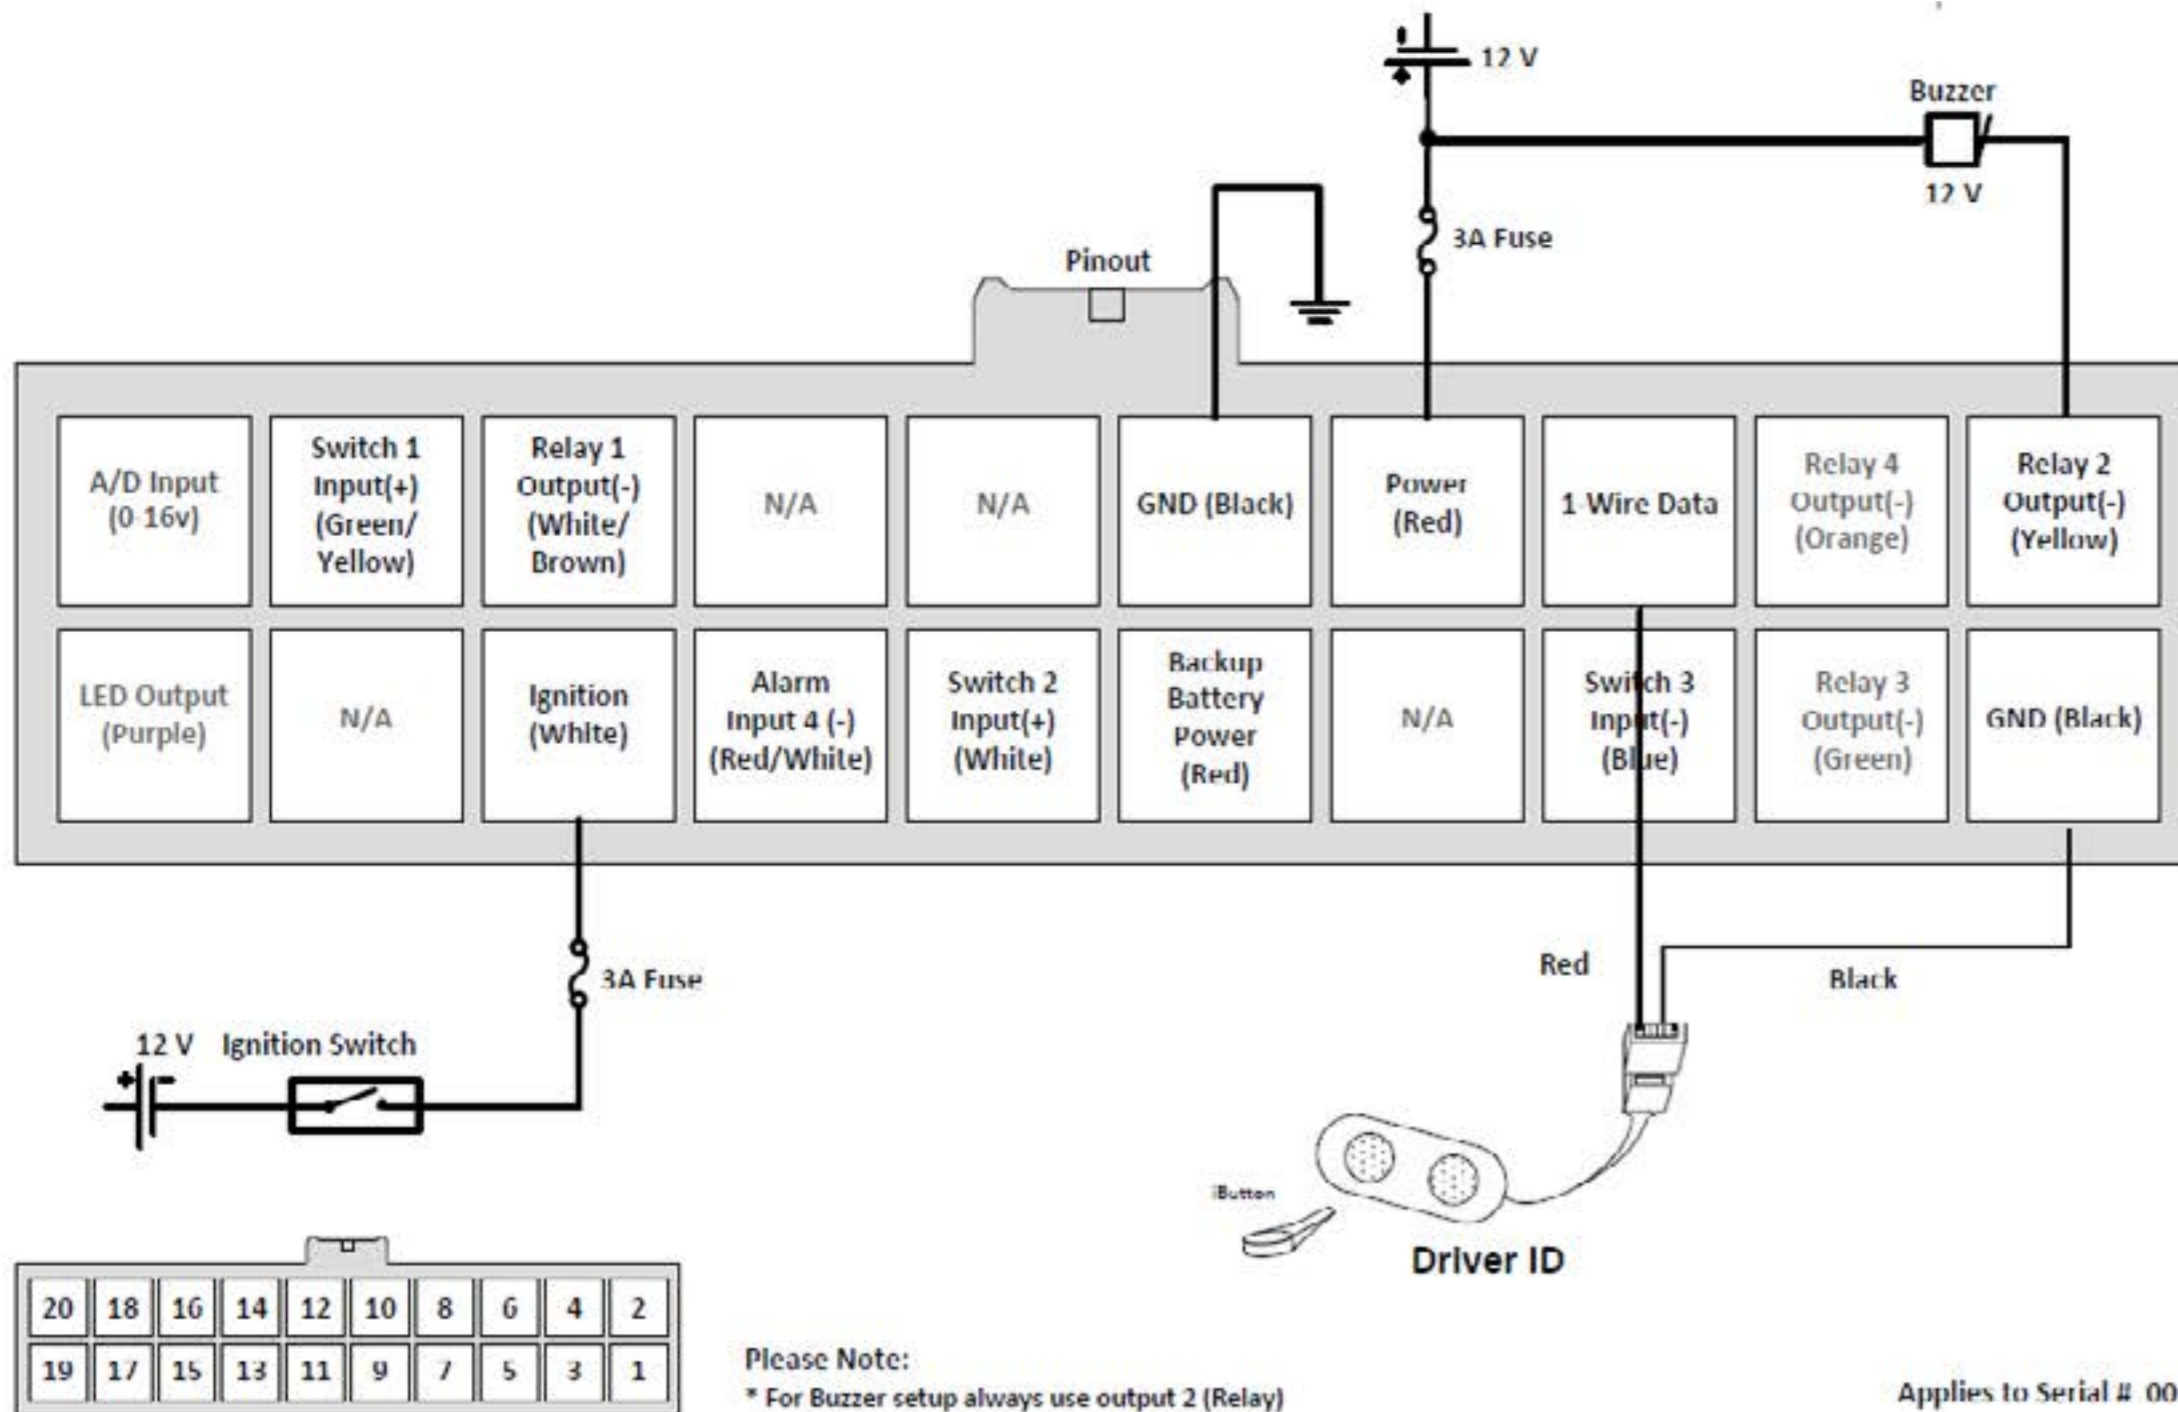 12 V
Buzzer
12 V
3A Fuse
Pinout
A/D Input
(0 16v)
Switch 1
Input(+)
(Green/
Yellow)
Relay 1
Output(-)
(White/
Brown)
N/A
N/A
GND (Black)
Power
(Red)
1-Wire Data
Relay 4
Output(-)
(Orange)
Relay 2
Output(-)
(Yellow)
LED Output
(Purple)
N/A
Ignition
(White)
Alarm
Input 4 (-)
(Red/White)
Switch 2
Input(+)
(White)
Backup
Battery
Power
(Red)
N/A
Switch 3
Input(-)
(Blue)
Relay 3
Output(-)
(Green)
GND (Black)
3A Fuse
Red
Black
12 V Ignition Switch
+ -
iButton
Driver ID
20 18 16 14 12 10 8 6 4 2
19 17 15 13 11 9 7 5 3 1
Please Note:
* For Buzzer setup always use output 2 (Relay)
Applies to Serial # 00